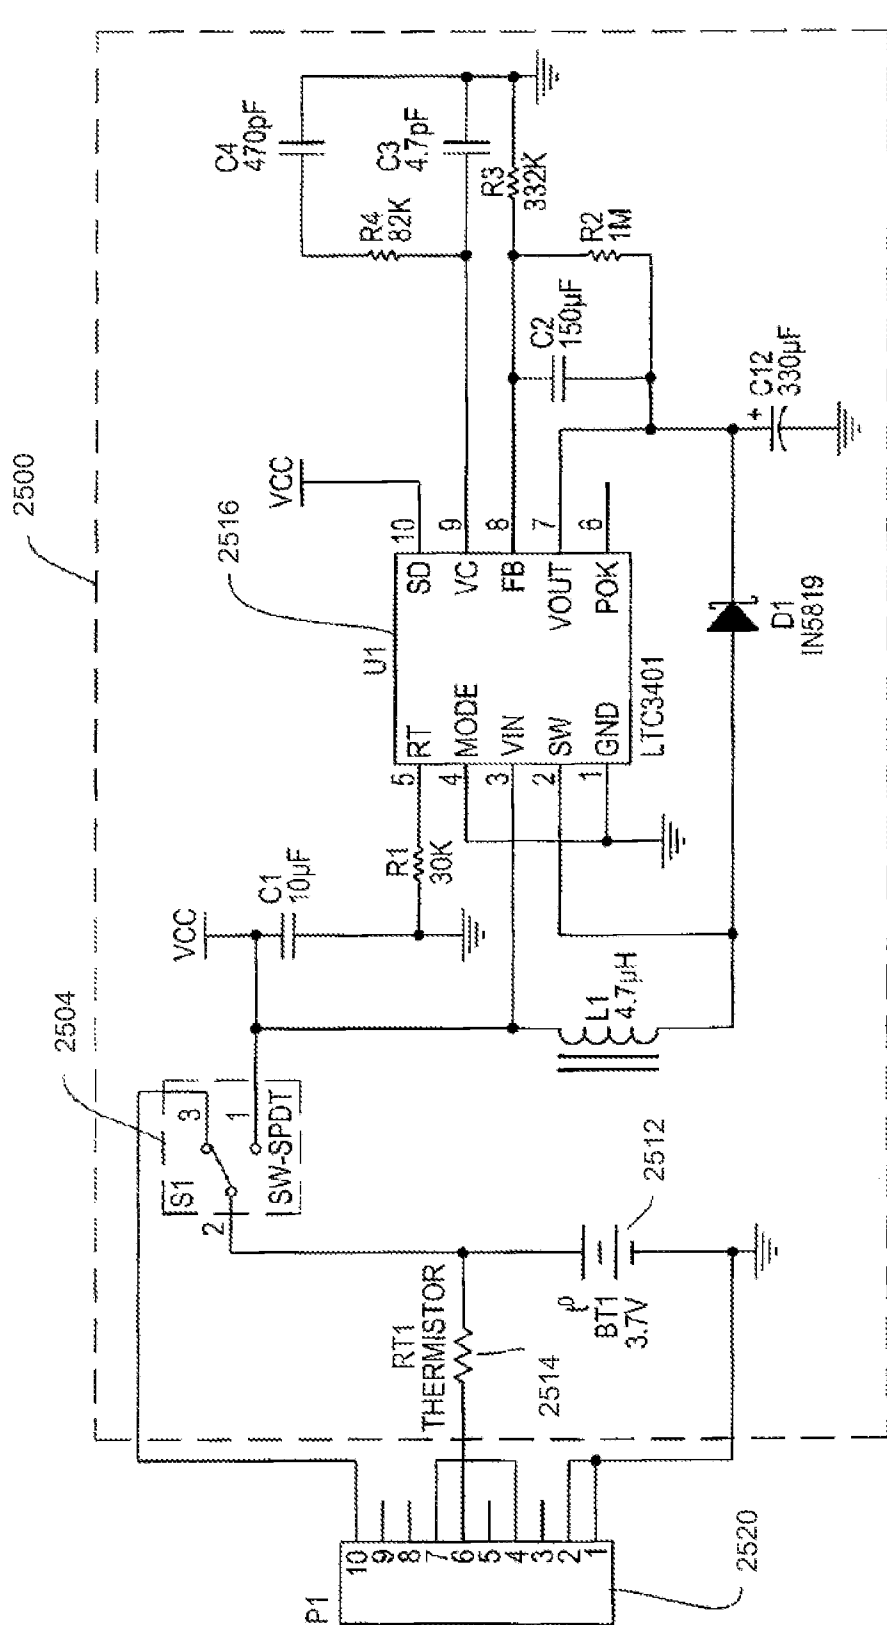 2500
C4
470pF
C3
4.7pF
R4
82K
R3
332K
R2
1M
C2
150µF
C12
330µF
+
VCC
2516
U1
10
9
8
7
6
SD
VC
FB
VOUT
POK
RT
MODE
VIN
SW
GND
5
4
3
2
1
LTC3401
D1
IN5819
R1
30K
C1
10µF
VCC
L1
4.7µH
2504
S1
SW-SPDT
3
1
2
2512
BT1
3.7V
RT1
THERMISTOR
2514
P1
10
9
8
7
6
5
4
3
2
1
2520